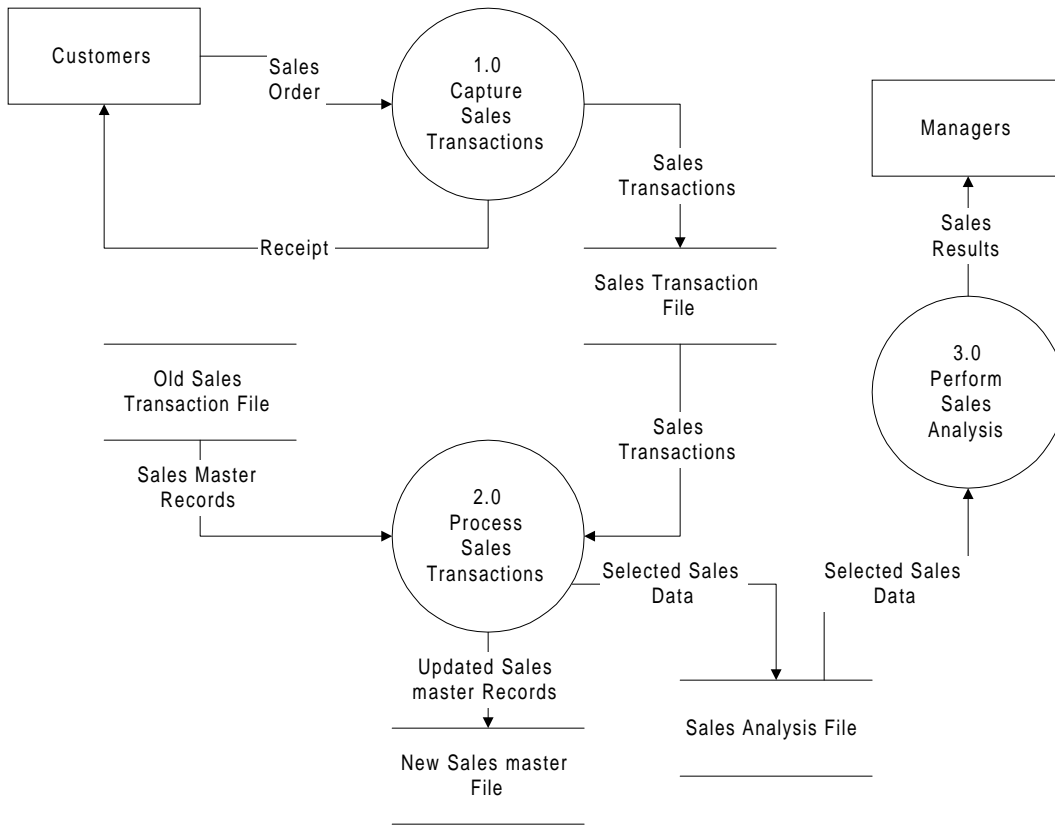 Customers
Sales
Order
1.0
Capture
Sales
Transactions
Managers
Sales
Transactions
Receipt
Sales
Results
Sales Transaction
File
Old Sales
Transaction File
3.0
Perform
Sales
Analysis
Sales Master
Records
Sales
Transactions
2.0
Process
Sales
Transactions
Selected Sales
Data
Selected Sales
Data
Updated Sales
master Records
Sales Analysis File
New Sales master
File